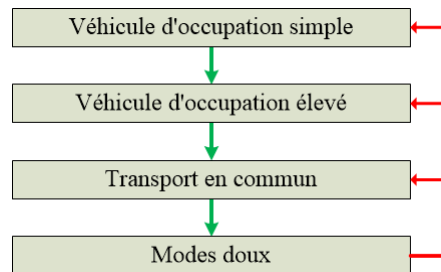 Véhicule d'occupation simple
Véhicule d'occupation élevé
Transport en commun
Modes doux